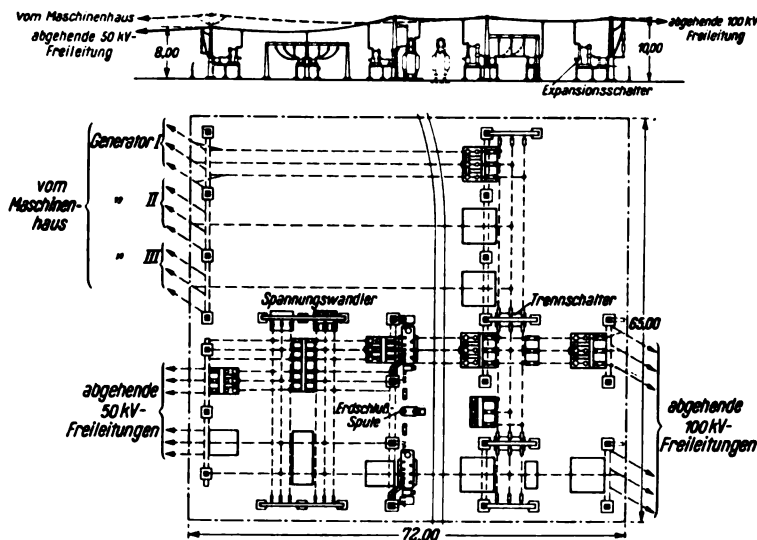 vom Maschinenhaus
abgehende 50 kV-
Freileitung
8,00
10,00
abgehende 100 kV
Freileitung
Expansionsschalter
Generator I
" II
" III
vom
Maschinen-
haus
Spannungswandler
Trennschalter
65,00
abgehende
50 kV-
Freileitungen
Erdschluß-
Spule
abgehende
100 kV-
Freileitungen
72,00